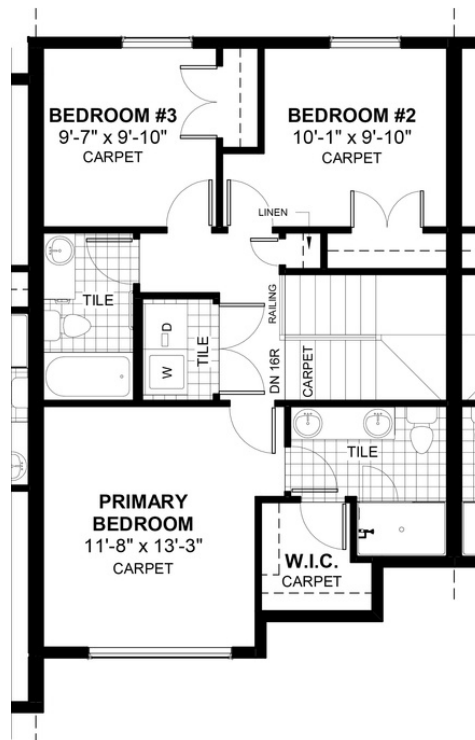 BEDROOM #3
9'-7" x 9'-10"
CARPET
BEDROOM #2
10'-1" x 9'-10"
CARPET
LINEN
TILE
D
W
TILE
RAILING
DN 16R
CARPET
TILE
PRIMARY
BEDROOM
11'-8" x 13'-3"
CARPET
W.I.C.
CARPET